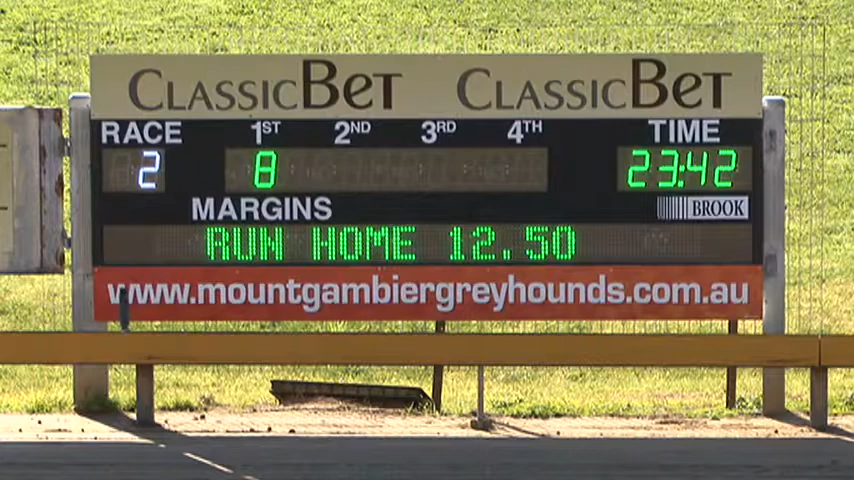 CLASSICBET CLASSICBET
RACE 1ST 2ND 3RD 4TH TIME
2 8 23:42
MARGINS BROOK
RUN HOME 12.50
www.mountgambiergreyhounds.com.au